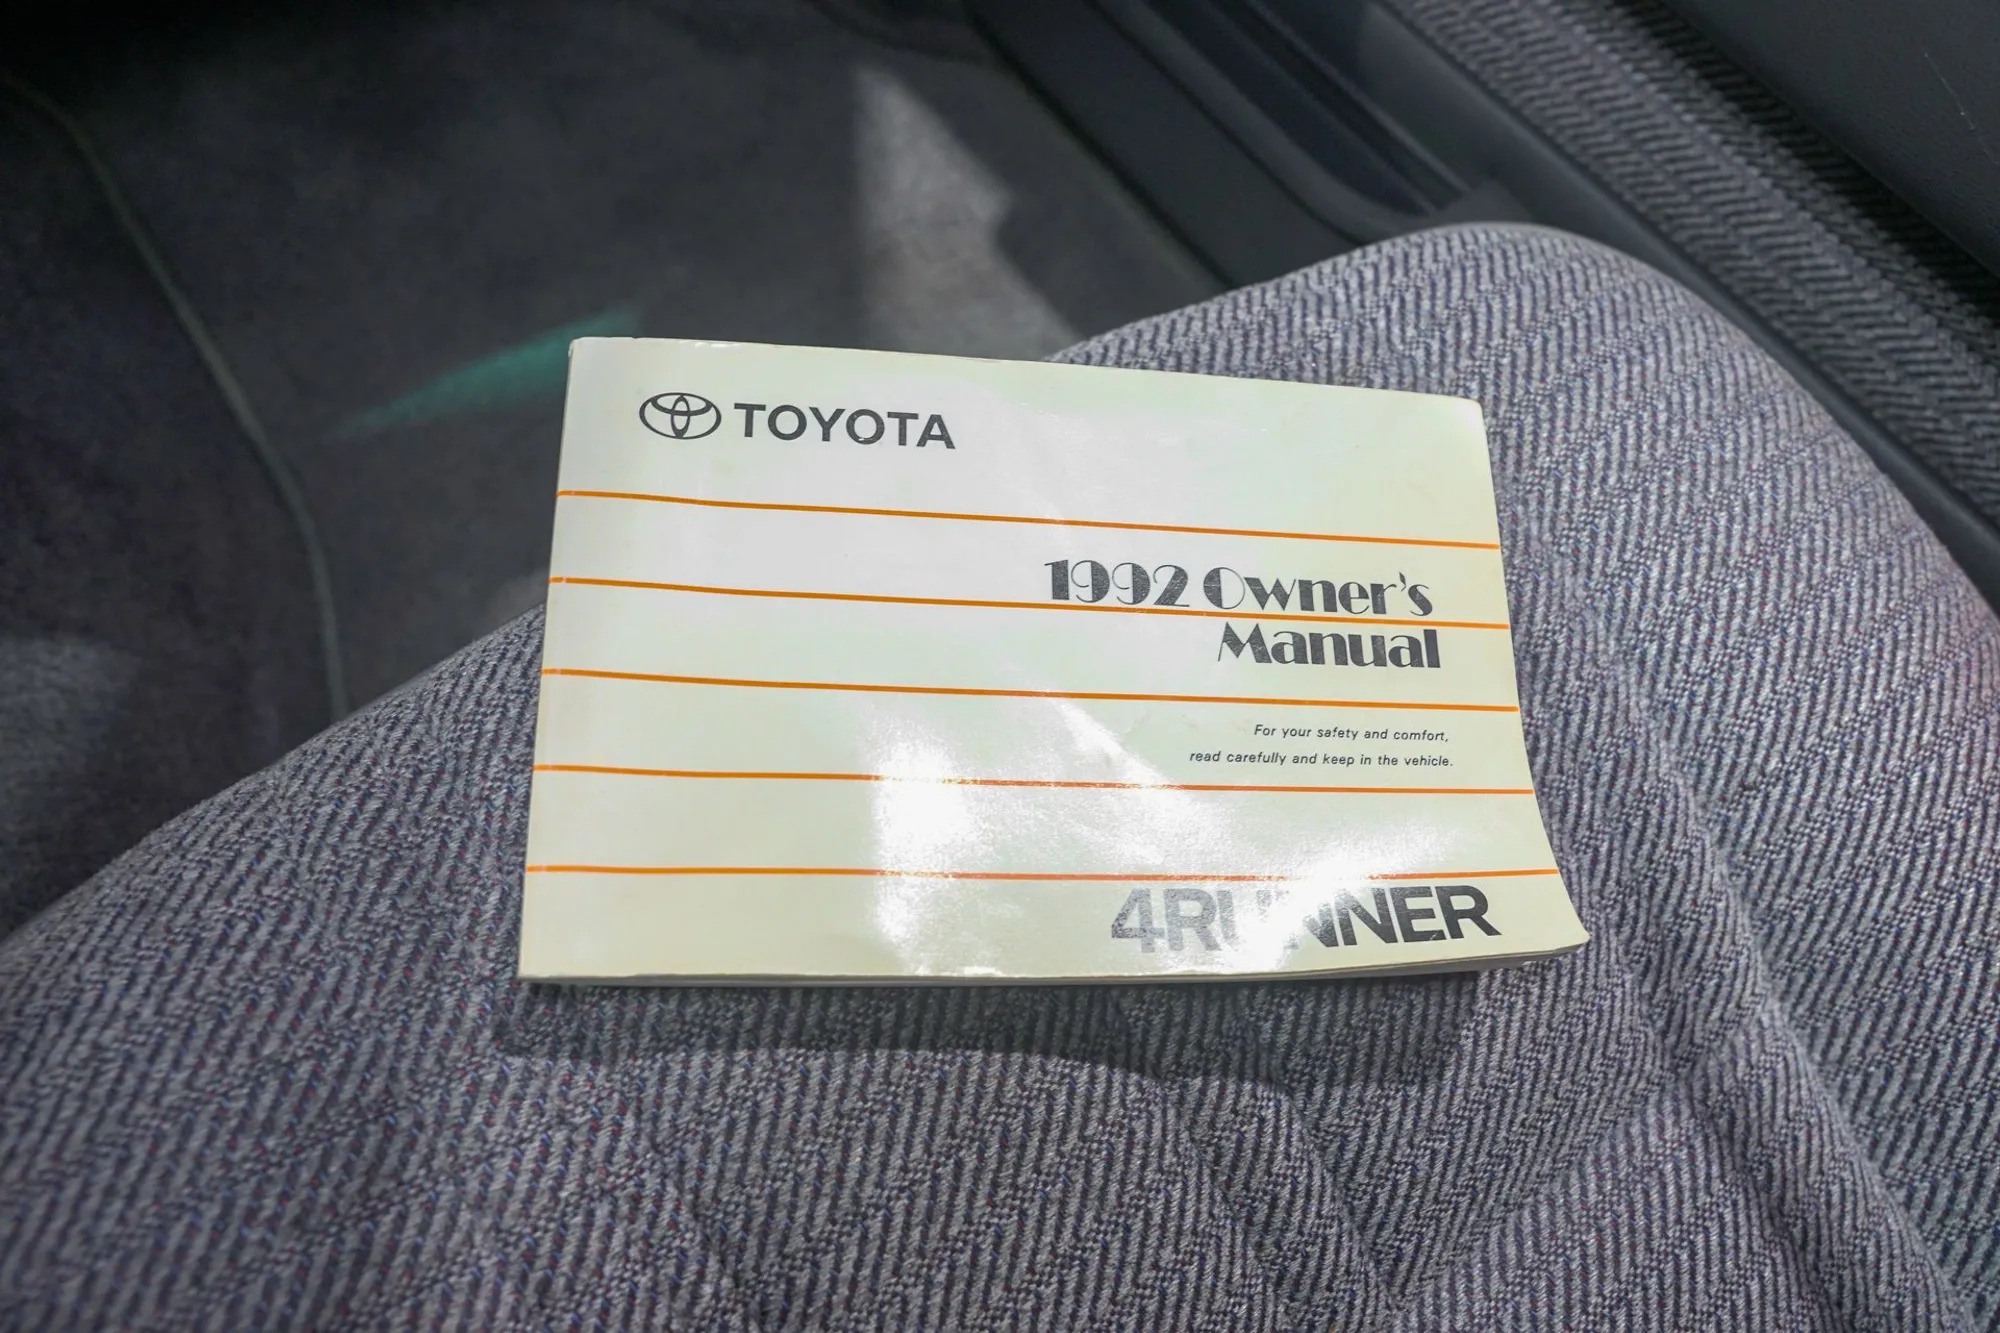 TOYOTA
1992 Owner's
Manual
For your safety and comfort,
read carefully and keep in the vehicle.
4RUNNER